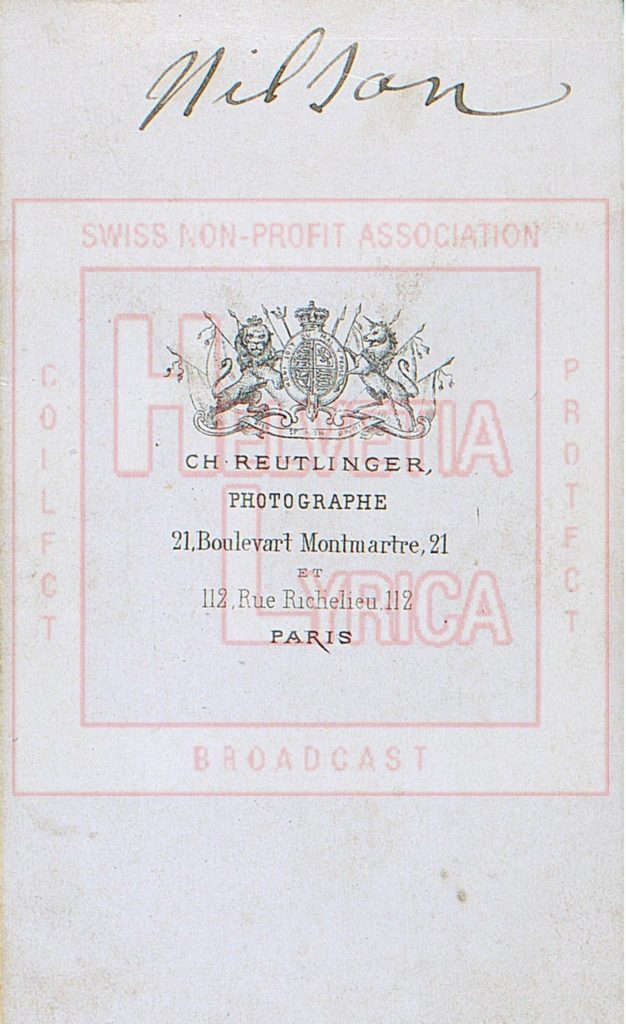 Nilson
SWISS NON-PROFIT ASSOCIATION
HELVETIA
CH. REUTLINGER,
PHOTOGRAPHE
21, Boulevart Montmartre, 21
ET
112, Rue Richelieu, 112
LYRICA
PARIS
COLLECT
PROTECT
BROADCAST